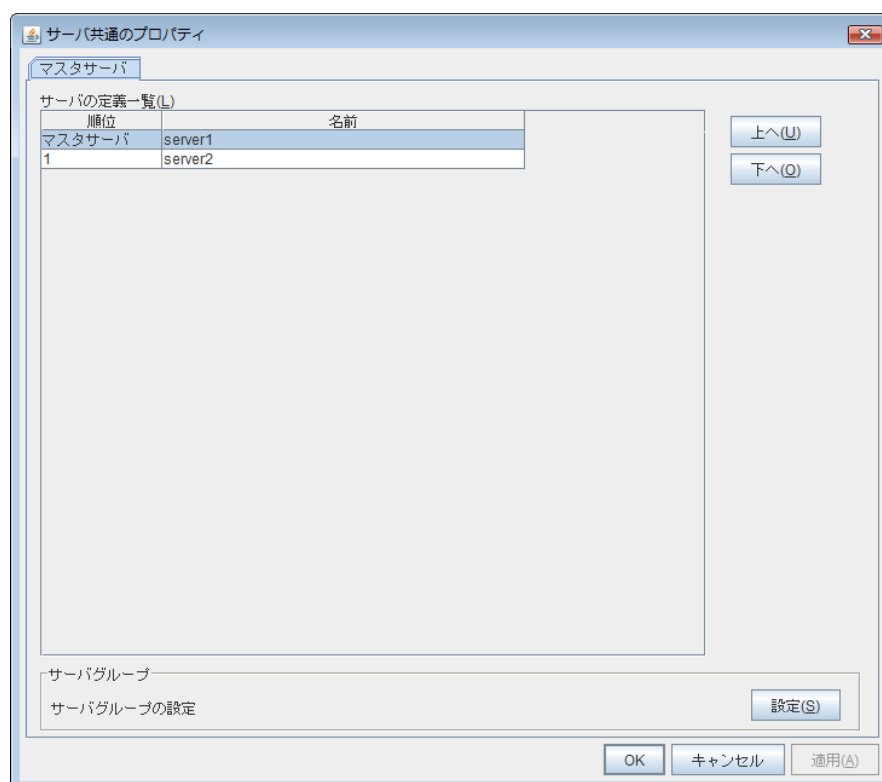 サーバ共通のプロパティ
マスタサーバ
サーバの定義一覧(L)
順位 名前
マスタサーバ server1
1 server2
上へ(U)
下へ(O)
サーバグループ
サーバグループの設定
設定(S)
OK キャンセル 適用(A)